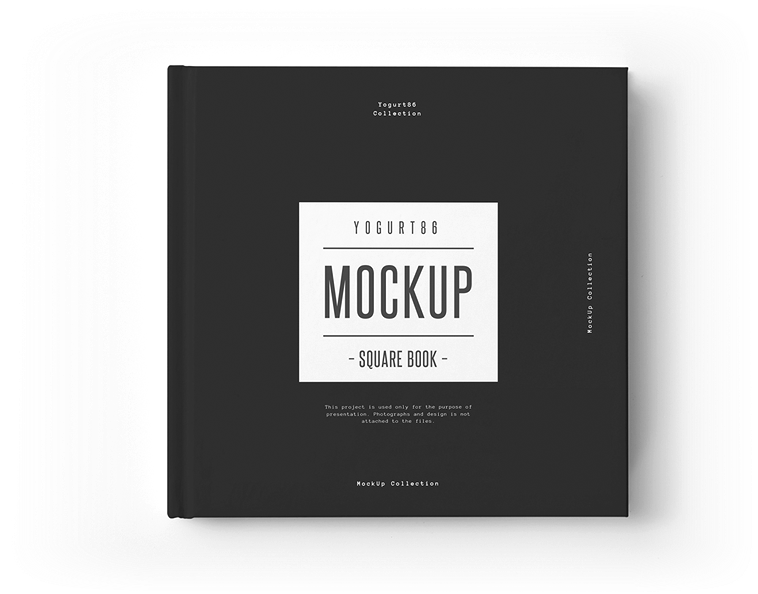 Yogurt86
Collection
YOGURT86
MOCKUP
- SQUARE BOOK -
MockUp Collection
This project is used only for the purpose of
presentation. Photographs and design is not
attached to the files.
MockUp Collection